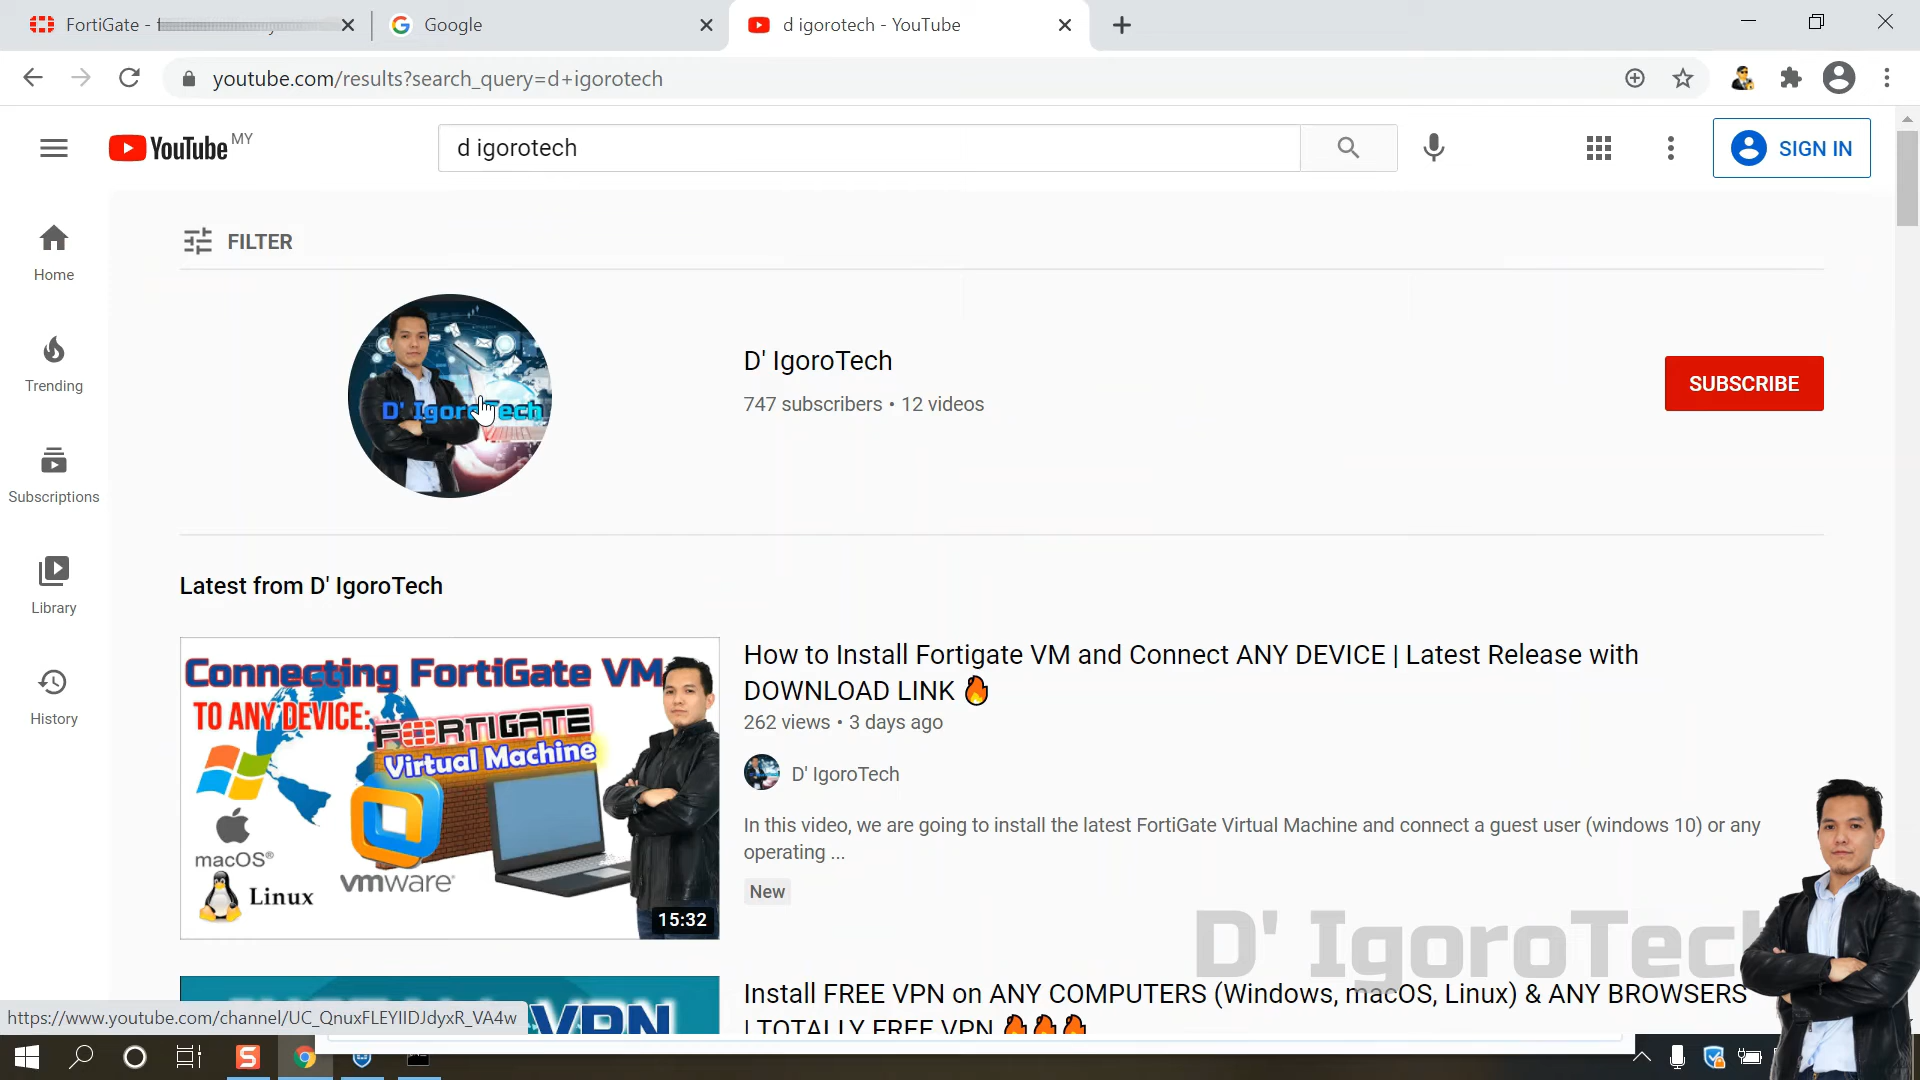 FortiGate -
Google
d igorotech - YouTube
youtube.com/results?search_query=d+igorotech
YouTube MY
d igorotech
SIGN IN
Home
Trending
Subscriptions
Library
History
FILTER
D' IgoroTech
D' IgoroTech
747 subscribers • 12 videos
SUBSCRIBE
Latest from D' IgoroTech
Connecting FortiGate VM
TO ANY DEVICE:
FORTIGATE
Virtual Machine
macOS®
Linux
vmware®
15:32
How to Install Fortigate VM and Connect ANY DEVICE | Latest Release with
DOWNLOAD LINK 🔥
262 views • 3 days ago
D' IgoroTech
In this video, we are going to install the latest FortiGate Virtual Machine and connect a guest user (windows 10) or any
operating ...
New
D' IgoroTech
VPN
Install FREE VPN on ANY COMPUTERS (Windows, macOS, Linux) & ANY BROWSERS
| TOTALLY FREE VPN 🔥🔥🔥
https://www.youtube.com/channel/UC_QnuxFLEYIIDJdyxR_VA4w